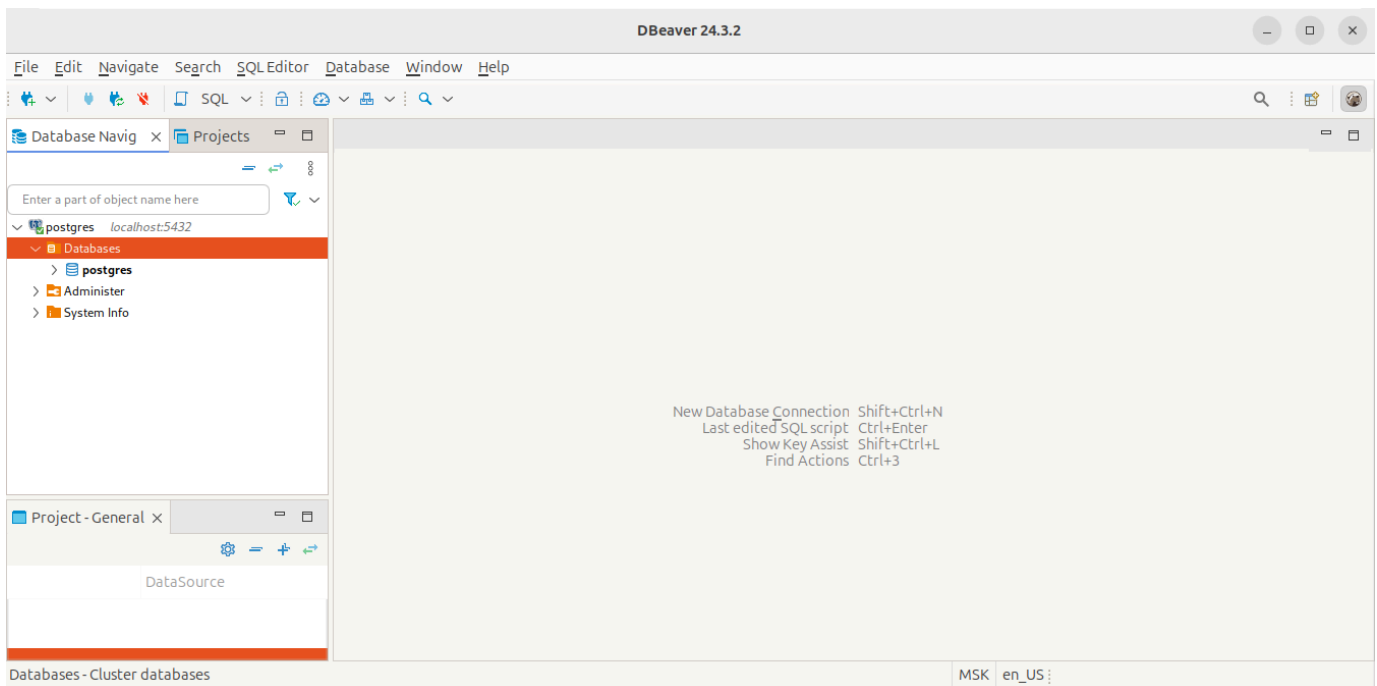 DBeaver 24.3.2
File Edit Navigate Search SQL Editor Database Window Help
SQL
Database Navig
Projects
Enter a part of object name here
postgres localhost:5432
Databases
postgres
Administer
System Info
New Database Connection Shift+Ctrl+N
Last edited SQL script Ctrl+Enter
Show Key Assist Shift+Ctrl+L
Find Actions Ctrl+3
Project - General
DataSource
Databases - Cluster databases
MSK en_US